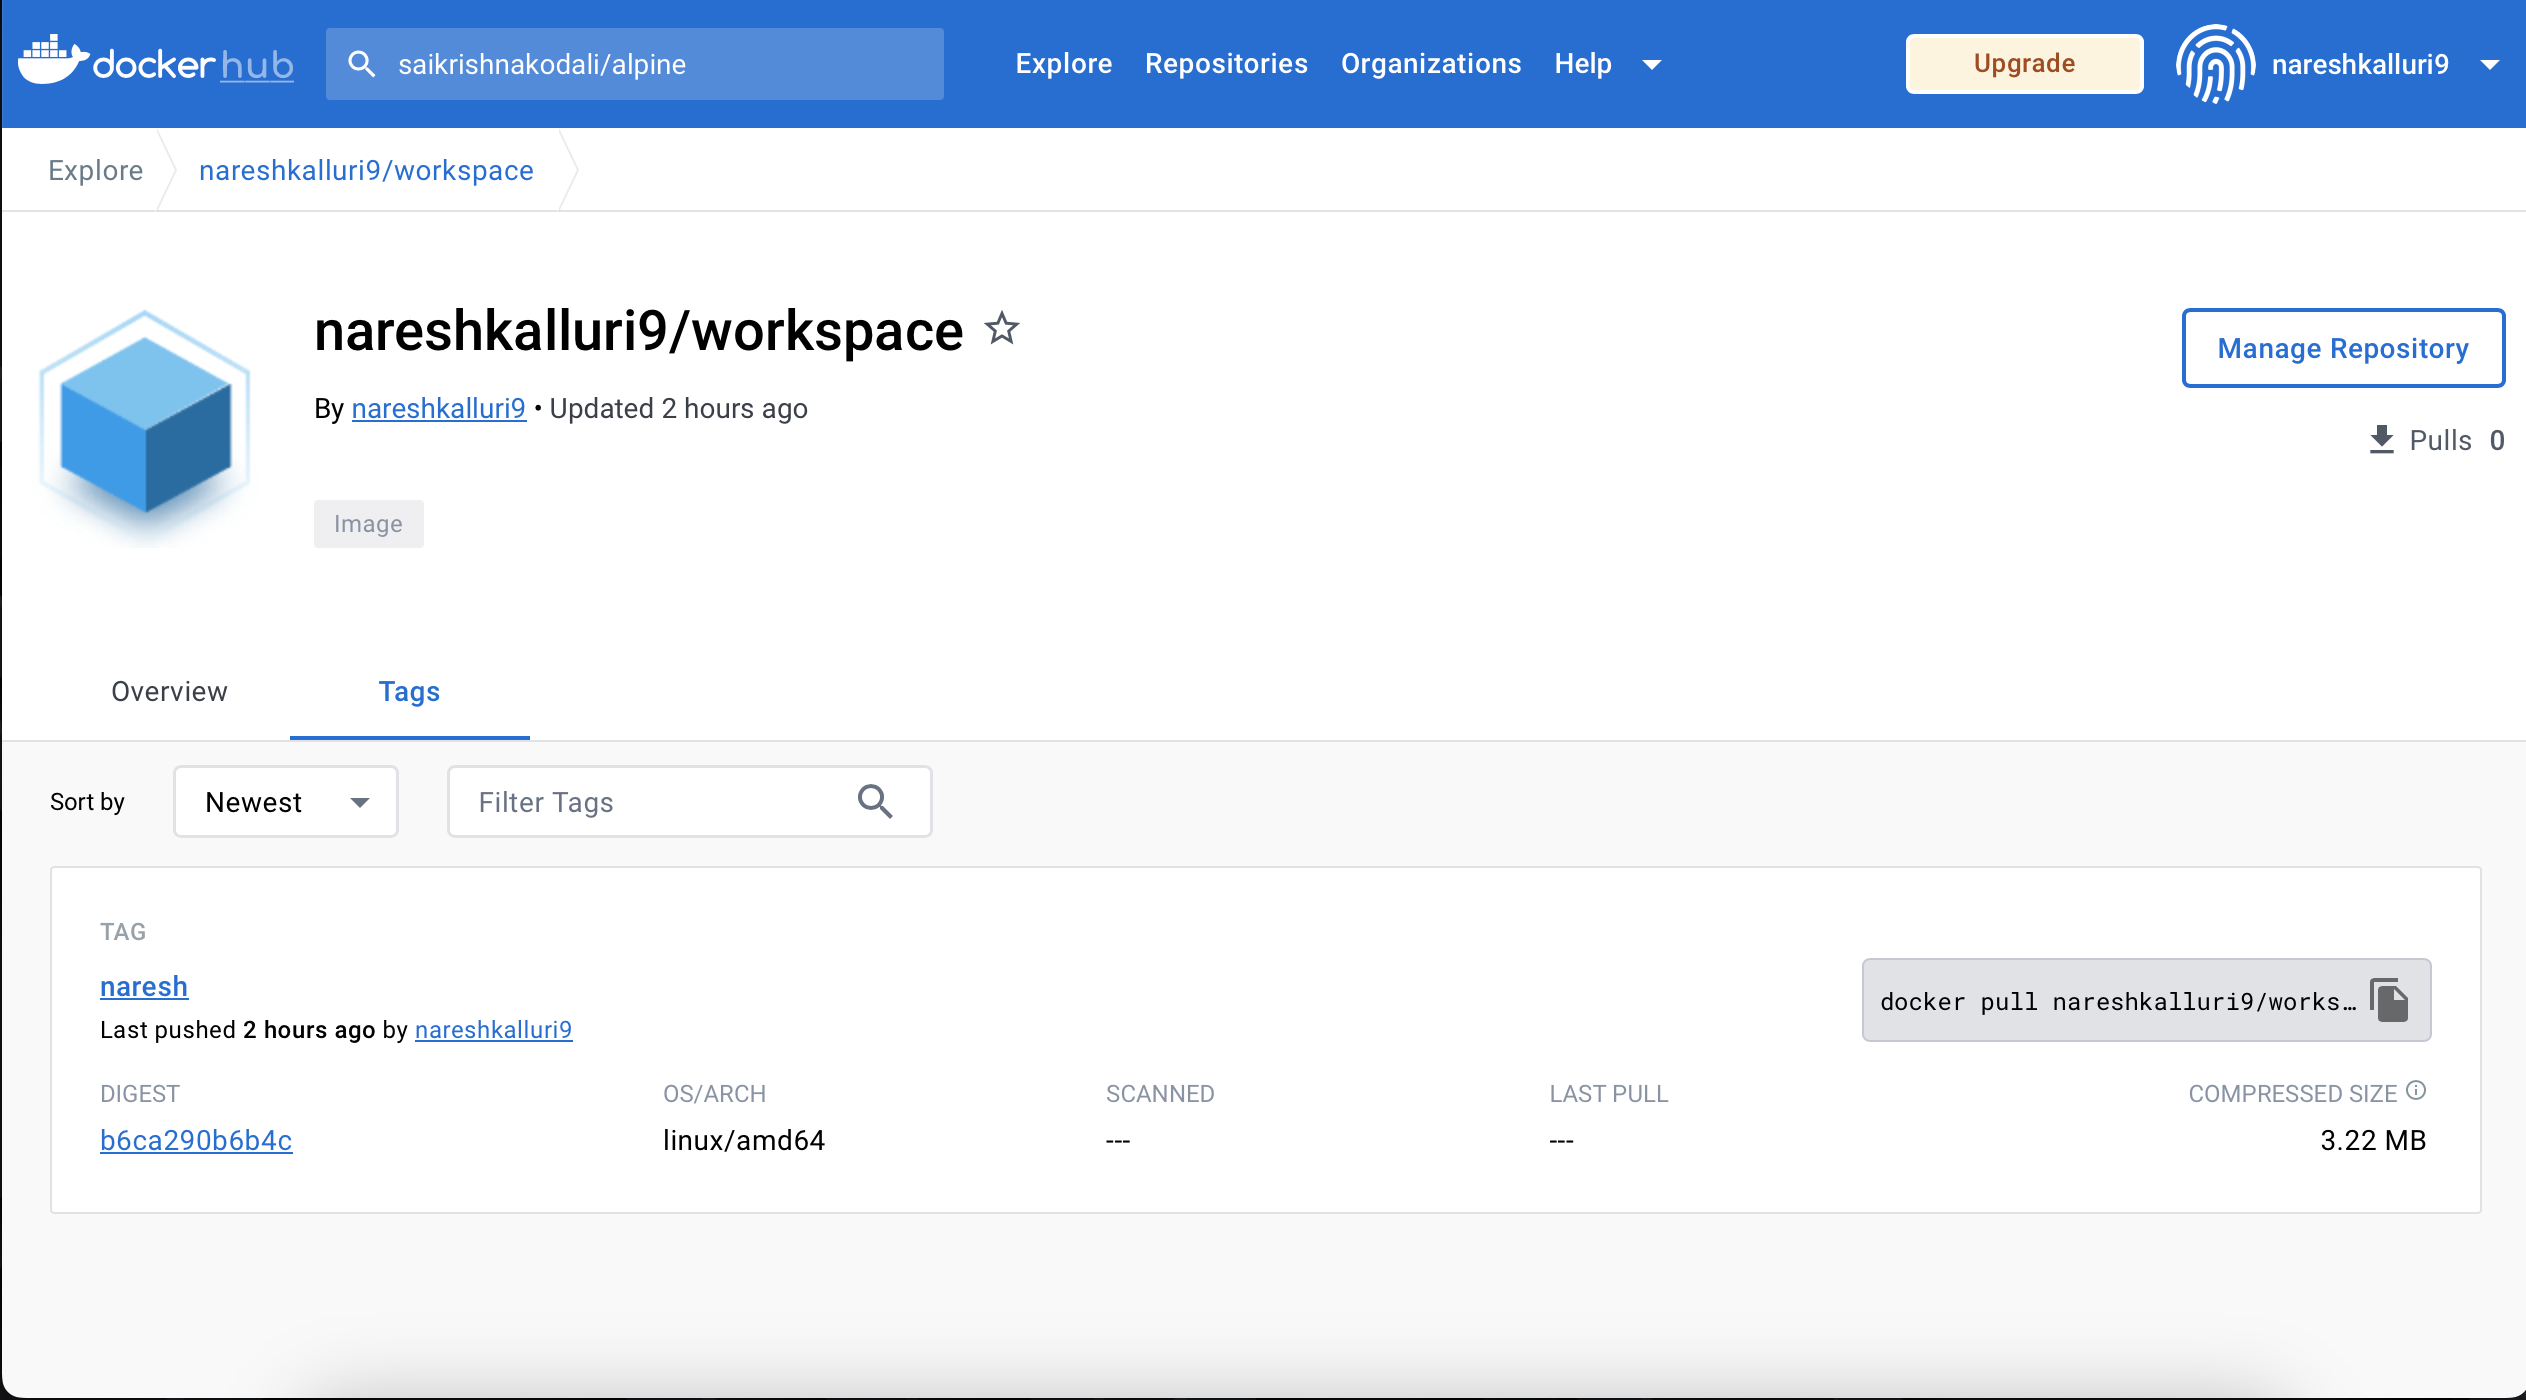 dockerhub saikrishnakodali/alpine Explore Repositories Organizations Help Upgrade nareshkalluri9
Explore nareshkalluri9/workspace
nareshkalluri9/workspace
Manage Repository
By nareshkalluri9 • Updated 2 hours ago
Pulls 0
Image
Overview Tags
Sort by Newest Filter Tags
TAG
naresh
docker pull nareshkalluri9/works…
Last pushed 2 hours ago by nareshkalluri9
DIGEST OS/ARCH SCANNED LAST PULL COMPRESSED SIZE
b6ca290b6b4c linux/amd64 --- --- 3.22 MB